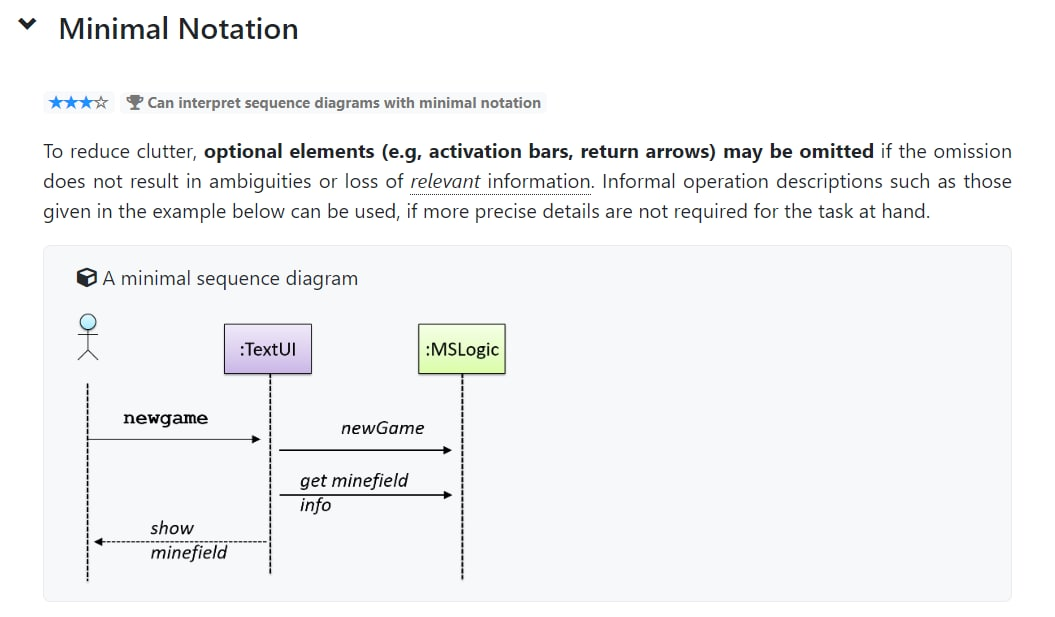 Minimal Notation
★★★☆ Can interpret sequence diagrams with minimal notation
To reduce clutter, optional elements (e.g, activation bars, return arrows) may be omitted if the omission
does not result in ambiguities or loss of relevant information. Informal operation descriptions such as those
given in the example below can be used, if more precise details are not required for the task at hand.
A minimal sequence diagram
:TextUI
:MSLogic
newgame
newGame
get minefield
info
show
minefield